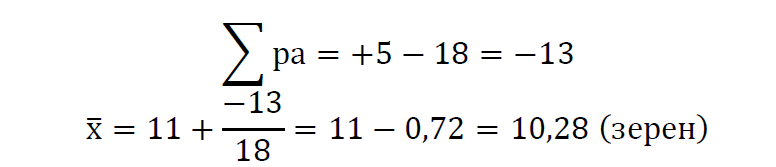 ∑ pa = +5 − 18 = −13
x̄ = 11 + −13/18 = 11 − 0,72 = 10,28 (зерен)